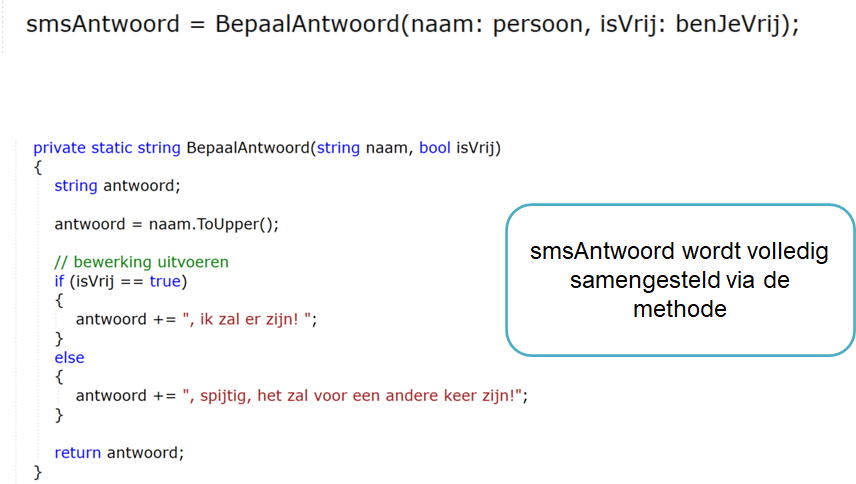 smsAntwoord = BepaalAntwoord(naam: persoon, isVrij: benJeVrij);
private static string BepaalAntwoord(string naam, bool isVrij)
{
string antwoord;
antwoord = naam.ToUpper();
// bewerking uitvoeren
if (isVrij == true)
{
antwoord += ", ik zal er zijn! ";
}
else
{
antwoord += ", spijtig, het zal voor een andere keer zijn!";
}
return antwoord;
}
smsAntwoord wordt volledig
samengesteld via de
methode